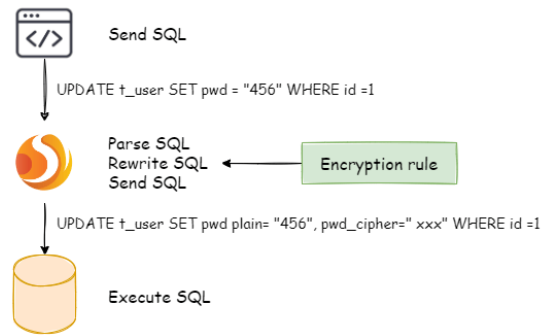 Send SQL
UPDATE t_user SET pwd = "456" WHERE id =1
Parse SQL
Rewrite SQL
Send SQL
Encryption rule
UPDATE t_user SET pwd plain= "456", pwd_cipher=" xxx" WHERE id =1
Execute SQL